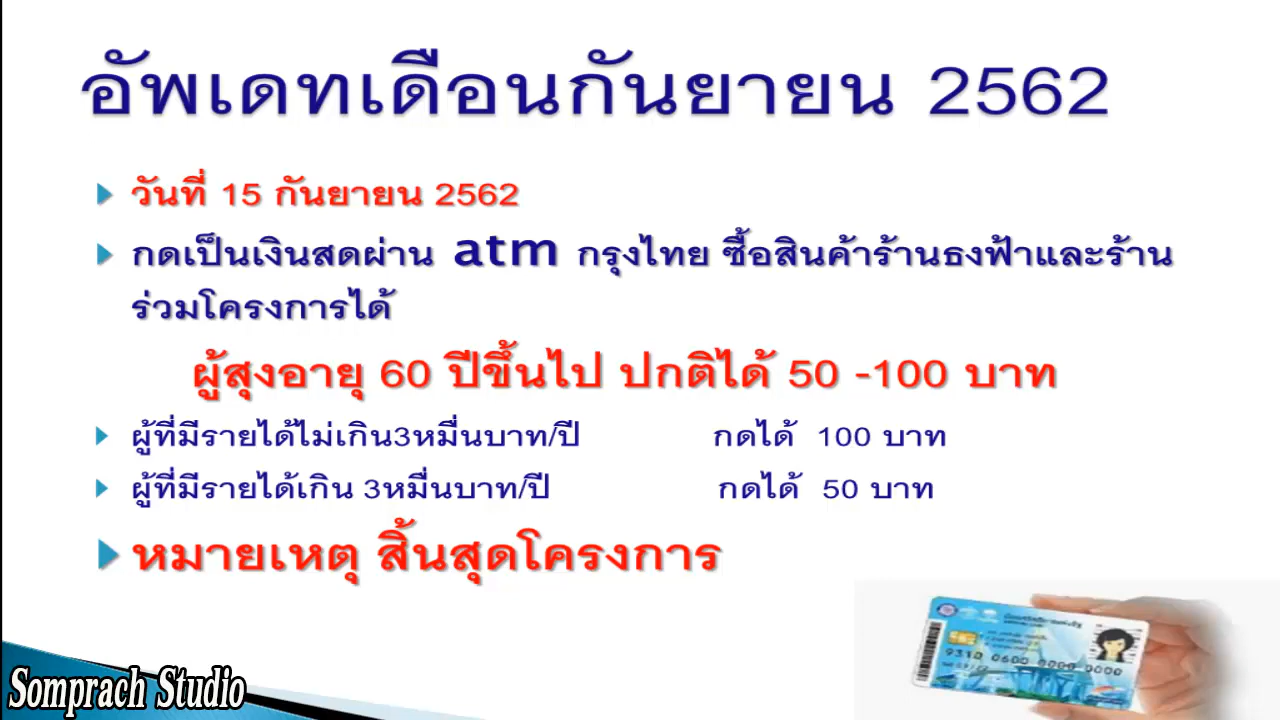 อัพเดทเดือนกันยายน 2562
วันที่ 15 กันยายน 2562
กดเป็นเงินสดผ่าน atm กรุงไทย ซื้อสินค้าร้านธงฟ้าและร้าน
ร่วมโครงการได้
ผู้สุงอายุ 60 ปีขึ้นไป ปกติได้ 50 -100 บาท
ผู้ที่มีรายได้ไม่เกิน3หมื่นบาท/ปี กดได้ 100 บาท
ผู้ที่มีรายได้เกิน 3หมื่นบาท/ปี กดได้ 50 บาท
หมายเหตุ สิ้นสุดโครงการ
9310 0600 0000 0000
Somprach Studio